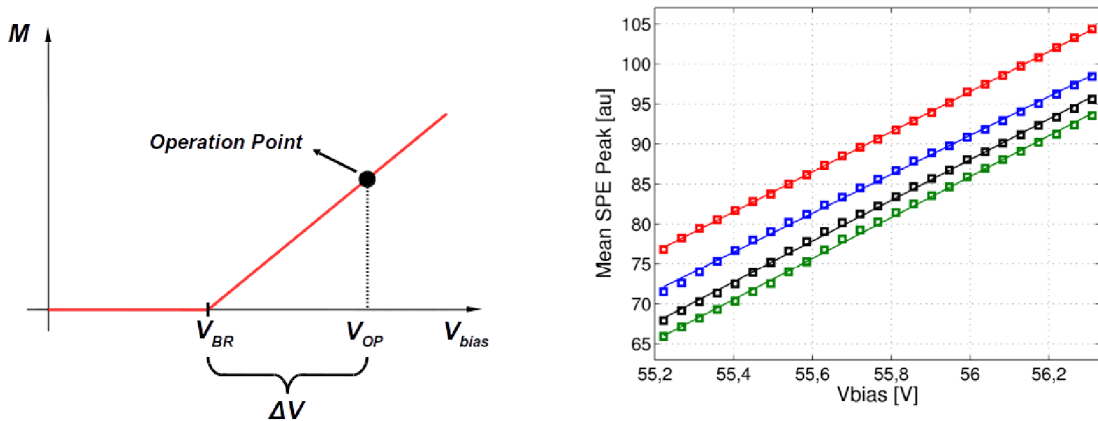 M
Operation Point
V_BR
V_OP
V_bias
ΔV
105
100
95
90
85
80
75
70
65
Mean SPE Peak [au]
55,2
55,4
55,6
55,8
56
56,2
Vbias [V]